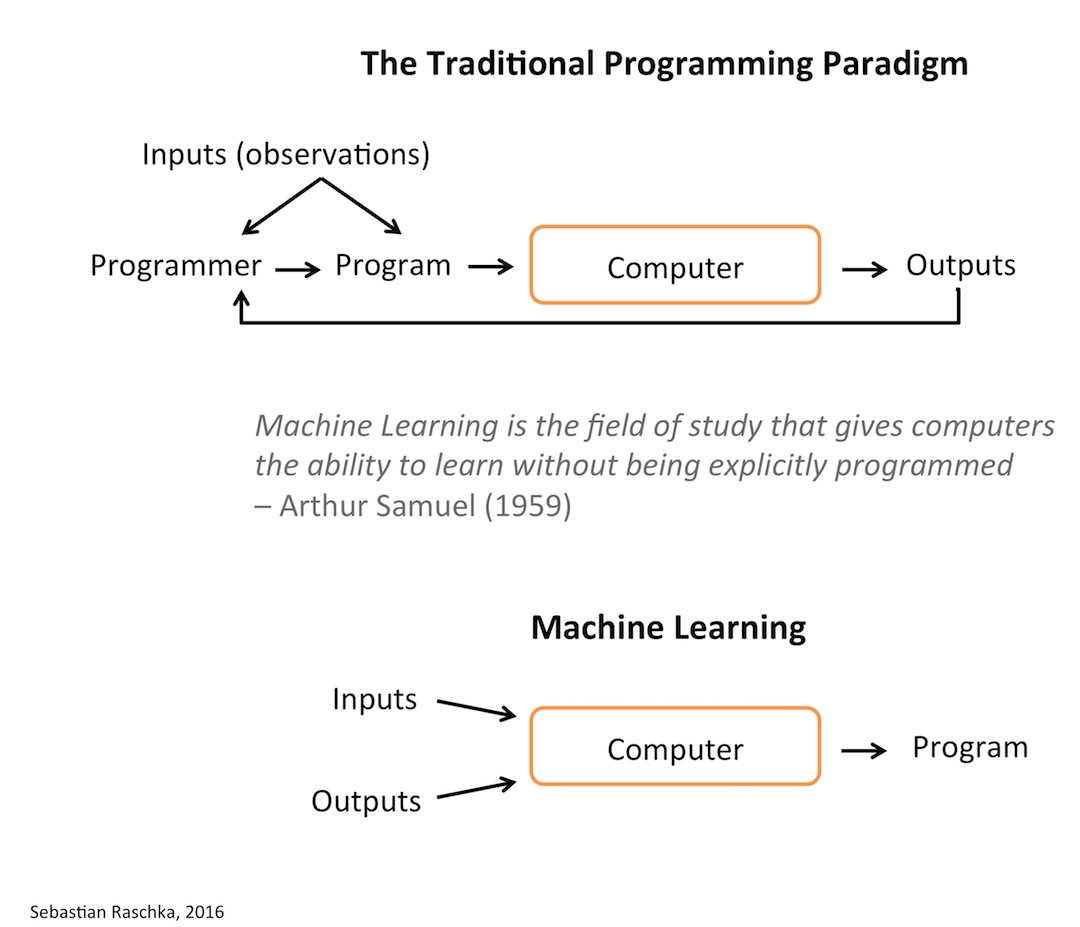 The Traditional Programming Paradigm
Inputs (observations)
Programmer Program Computer Outputs
Machine Learning is the field of study that gives computers
the ability to learn without being explicitly programmed
– Arthur Samuel (1959)
Machine Learning
Inputs
Computer Program
Outputs
Sebastian Raschka, 2016